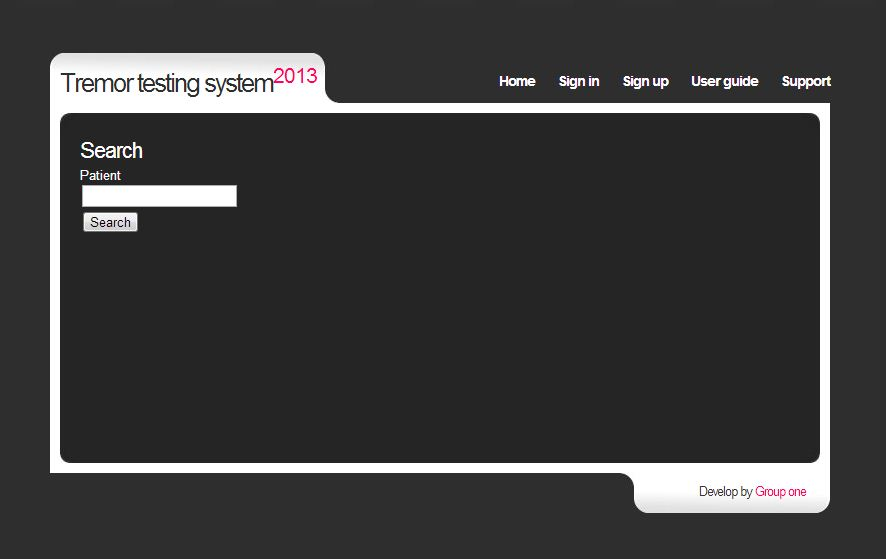 Tremor testing system2013
Home Sign in Sign up User guide Support
Search
Patient
Search
Develop by Group one